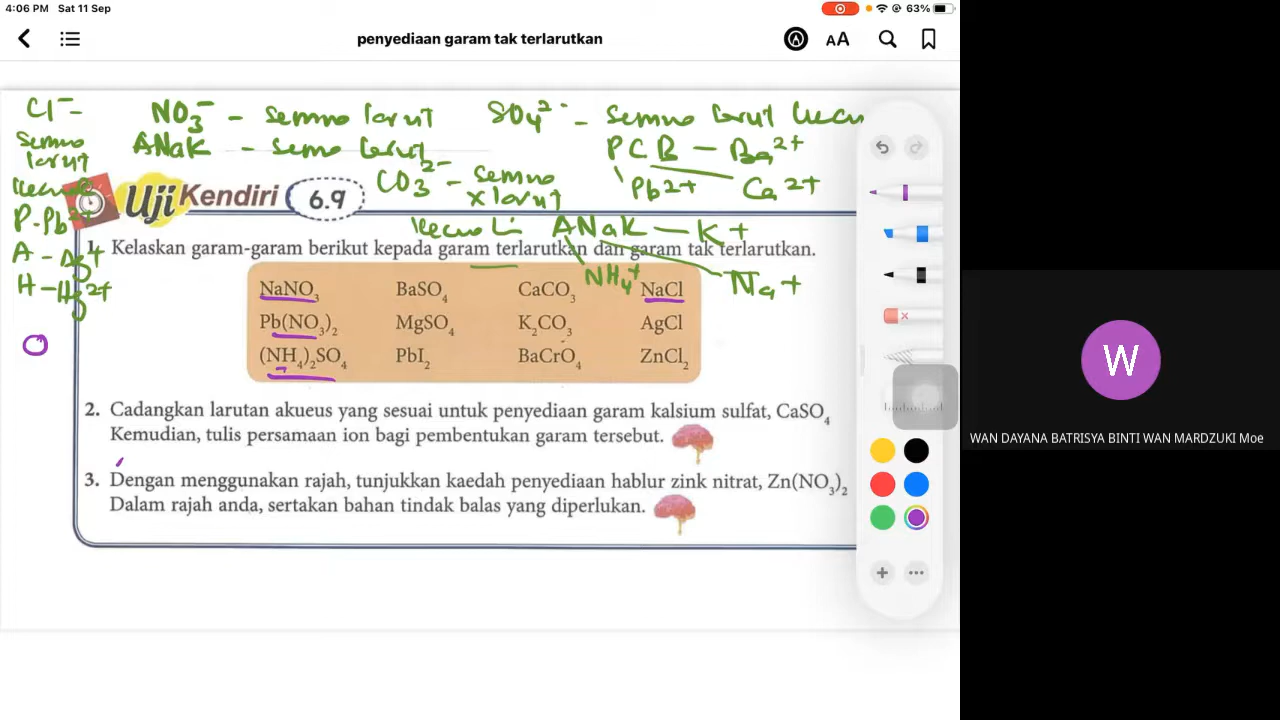 4:06 PM Sat 11 Sep
63%
penyediaan garam tak terlarutkan
AA
Cl⁻ -
semua
larut
kecuali
P - Pb²⁺
A - Ag⁺
H - Hg²⁺
NO₃⁻ - semua larut
ANaK - semua larut
SO₄²⁻ - semua larut kecu
PCB - Ba²⁺
Pb²⁺ Ca²⁺
CO₃²⁻ - semua
x larut
kecuali ANaK - K+
NH₄⁺ Na+
Uji Kendiri 6.9
1. Kelaskan garam-garam berikut kepada garam terlarutkan dan garam tak terlarutkan.
NaNO₃ BaSO₄ CaCO₃ NaCl
Pb(NO₃)₂ MgSO₄ K₂CO₃ AgCl
(NH₄)₂SO₄ PbI₂ BaCrO₄ ZnCl₂
2. Cadangkan larutan akueus yang sesuai untuk penyediaan garam kalsium sulfat, CaSO₄
Kemudian, tulis persamaan ion bagi pembentukan garam tersebut.
3. Dengan menggunakan rajah, tunjukkan kaedah penyediaan hablur zink nitrat, Zn(NO₃)₂
Dalam rajah anda, sertakan bahan tindak balas yang diperlukan.
W
WAN DAYANA BATRISYA BINTI WAN MARDZUKI Moe